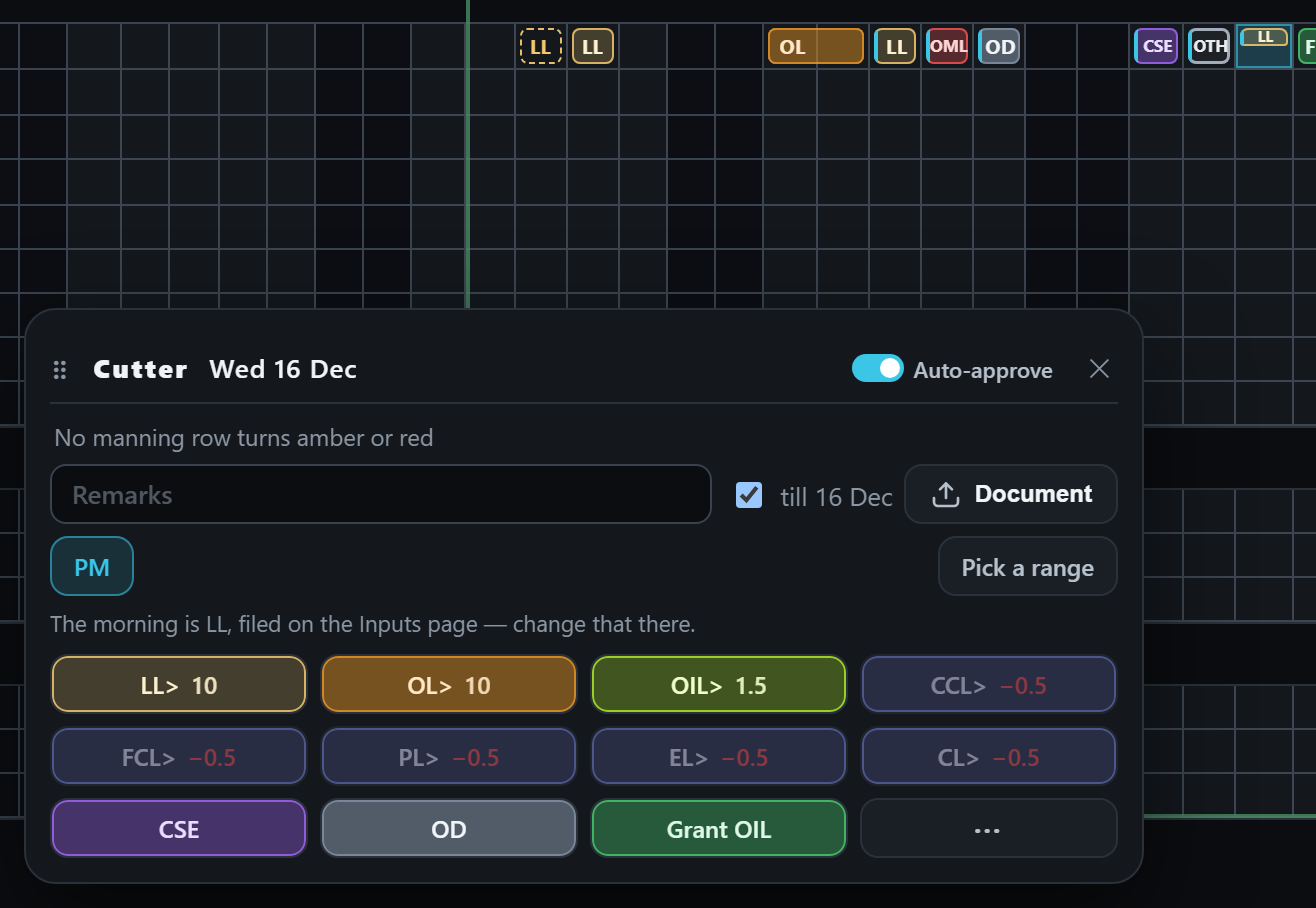 LL LL OL LL OML OD CSE OTH LL
Cutter Wed 16 Dec Auto-approve
No manning row turns amber or red
Remarks till 16 Dec Document
PM Pick a range
The morning is LL, filed on the Inputs page — change that there.
LL> 10 OL> 10 OIL> 1.5 CCL> −0.5
FCL> −0.5 PL> −0.5 EL> −0.5 CL> −0.5
CSE OD Grant OIL ...